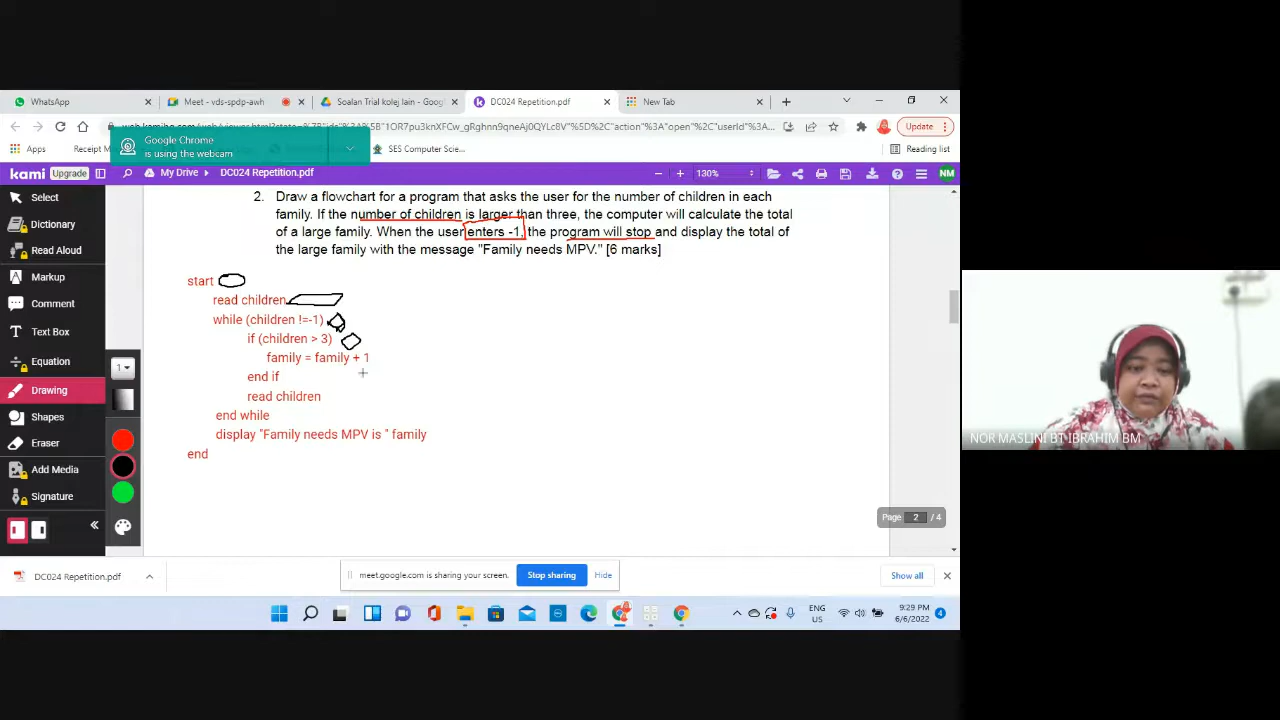 WhatsApp
Meet - vds-spdp-awh
Soalan Trial kolej lain - Googl
DC024 Repetition.pdf
New Tab
Update
Google Chrome
is using the webcam
Apps
Receipt M
SES Computer Scie...
Reading list
kami
Upgrade
My Drive
DC024 Repetition.pdf
130%
NM
Select
Dictionary
Read Aloud
Markup
Comment
Text Box
Equation
Drawing
Shapes
Eraser
Add Media
Signature
1
2. Draw a flowchart for a program that asks the user for the number of children in each
family. If the number of children is larger than three, the computer will calculate the total
of a large family. When the user enters -1, the program will stop and display the total of
the large family with the message "Family needs MPV." [6 marks]
start
read children
while (children !=-1)
if (children > 3)
family = family + 1
end if
read children
end while
display "Family needs MPV is " family
end
Page 2 / 4
DC024 Repetition.pdf
meet.google.com is sharing your screen.
Stop sharing
Hide
Show all
ENG
US
9:29 PM
6/6/2022
4
NOR MASLINI BT IBRAHIM BM